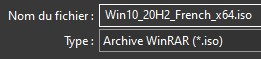 Nom du fichier : Win10_20H2_French_x64.iso
Type : Archive WinRAR (*.iso)